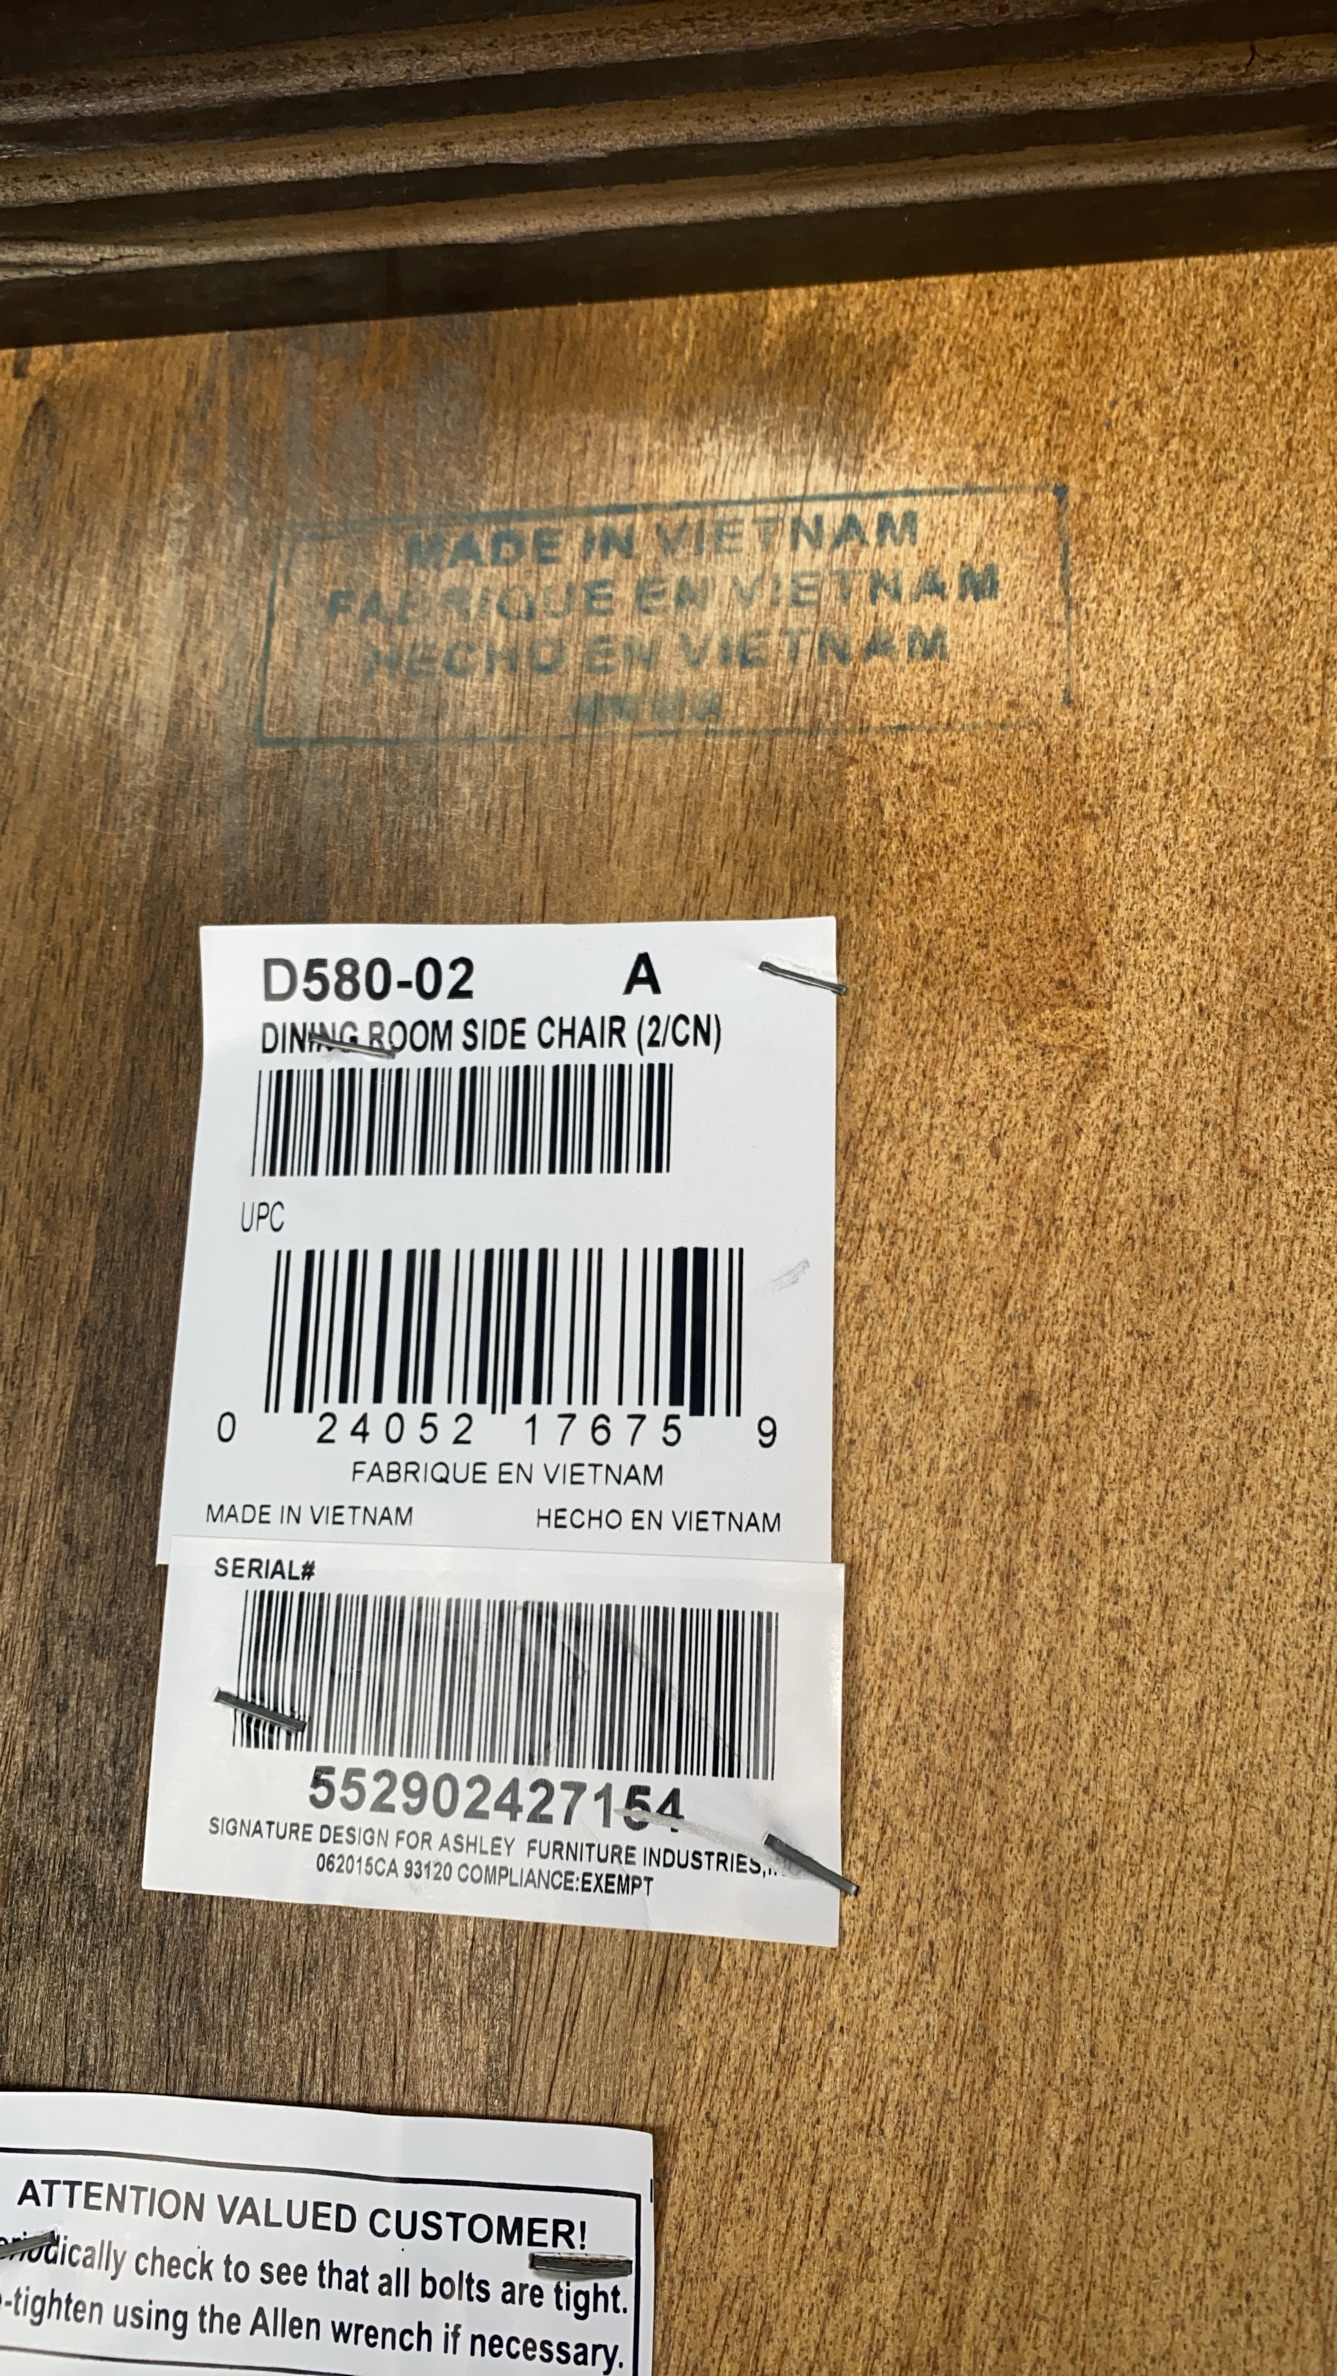 MADE IN VIETNAM
FABRIQUE EN VIETNAM
HECHO EN VIETNAM
D580-02 A
DINING ROOM SIDE CHAIR (2/CN)
UPC
0 24052 17675 9
FABRIQUE EN VIETNAM
MADE IN VIETNAM HECHO EN VIETNAM
SERIAL#
552902427154
SIGNATURE DESIGN FOR ASHLEY FURNITURE INDUSTRIES,
062015CA 93120 COMPLIANCE:EXEMPT
ATTENTION VALUED CUSTOMER!
check to see that all bolts are tight.
-tighten using the Allen wrench if necessary.